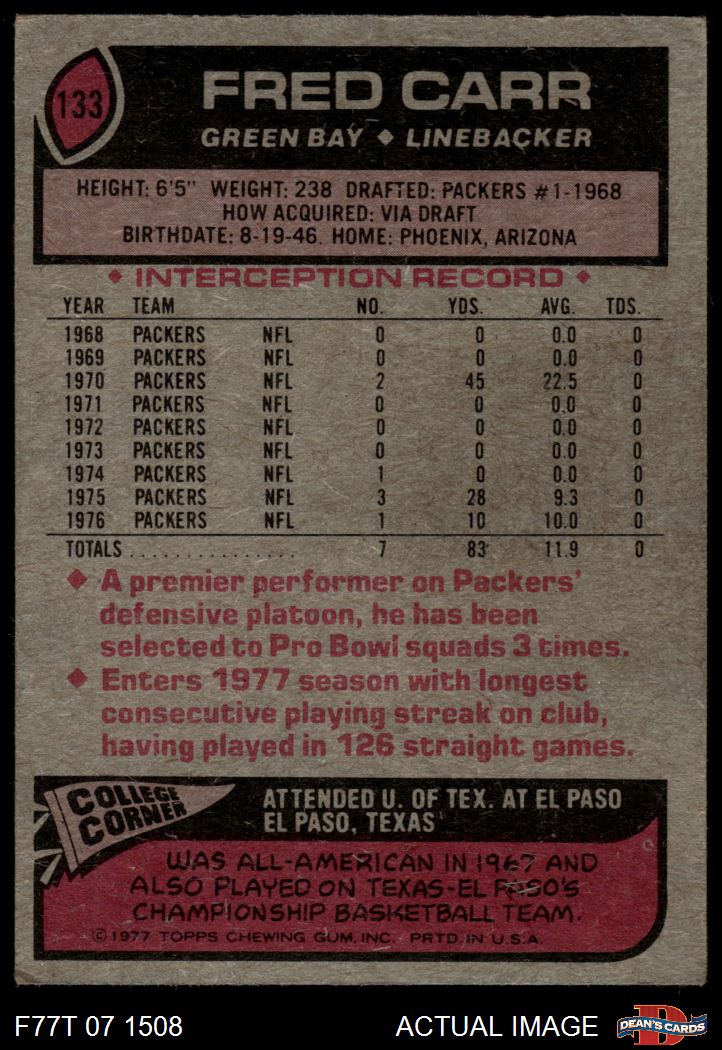 133
FRED CARR
GREEN BAY ◆ LINEBACKER
HEIGHT: 6'5" WEIGHT: 238 DRAFTED: PACKERS #1-1968
HOW ACQUIRED: VIA DRAFT
BIRTHDATE: 8-19-46. HOME: PHOENIX, ARIZONA
◆ INTERCEPTION RECORD ◆
YEAR TEAM NO. YDS. AVG. TDS.
1968 PACKERS NFL 0 0 0.0 0
1969 PACKERS NFL 0 0 0.0 0
1970 PACKERS NFL 2 45 22.5 0
1971 PACKERS NFL 0 0 0.0 0
1972 PACKERS NFL 0 0 0.0 0
1973 PACKERS NFL 0 0 0.0 0
1974 PACKERS NFL 1 0 0.0 0
1975 PACKERS NFL 3 28 9.3 0
1976 PACKERS NFL 1 10 10.0 0
TOTALS................ 7 83 11.9 0
◆ A premier performer on Packers'
defensive platoon, he has been
selected to Pro Bowl squads 3 times.
◆ Enters 1977 season with longest
consecutive playing streak on club,
having played in 126 straight games.
COLLEGE
CORNER
ATTENDED U. OF TEX. AT EL PASO
EL PASO, TEXAS
WAS ALL-AMERICAN IN 1967 AND
ALSO PLAYED ON TEXAS-EL PASO'S
CHAMPIONSHIP BASKETBALL TEAM.
©1977 TOPPS CHEWING GUM, INC. PRTD. IN U.S.A.
F77T 07 1508 ACTUAL IMAGE D DEAN'S CARDS